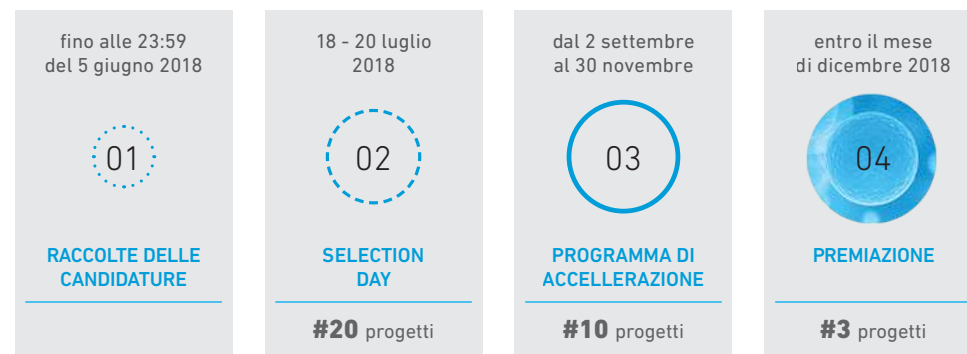 fino alle 23:59
del 5 giugno 2018
01
RACCOLTE DELLE
CANDIDATURE
18 - 20 luglio
2018
02
SELECTION
DAY
#20 progetti
dal 2 settembre
al 30 novembre
03
PROGRAMMA DI
ACCELLERAZIONE
#10 progetti
entro il mese
di dicembre 2018
04
PREMIAZIONE
#3 progetti